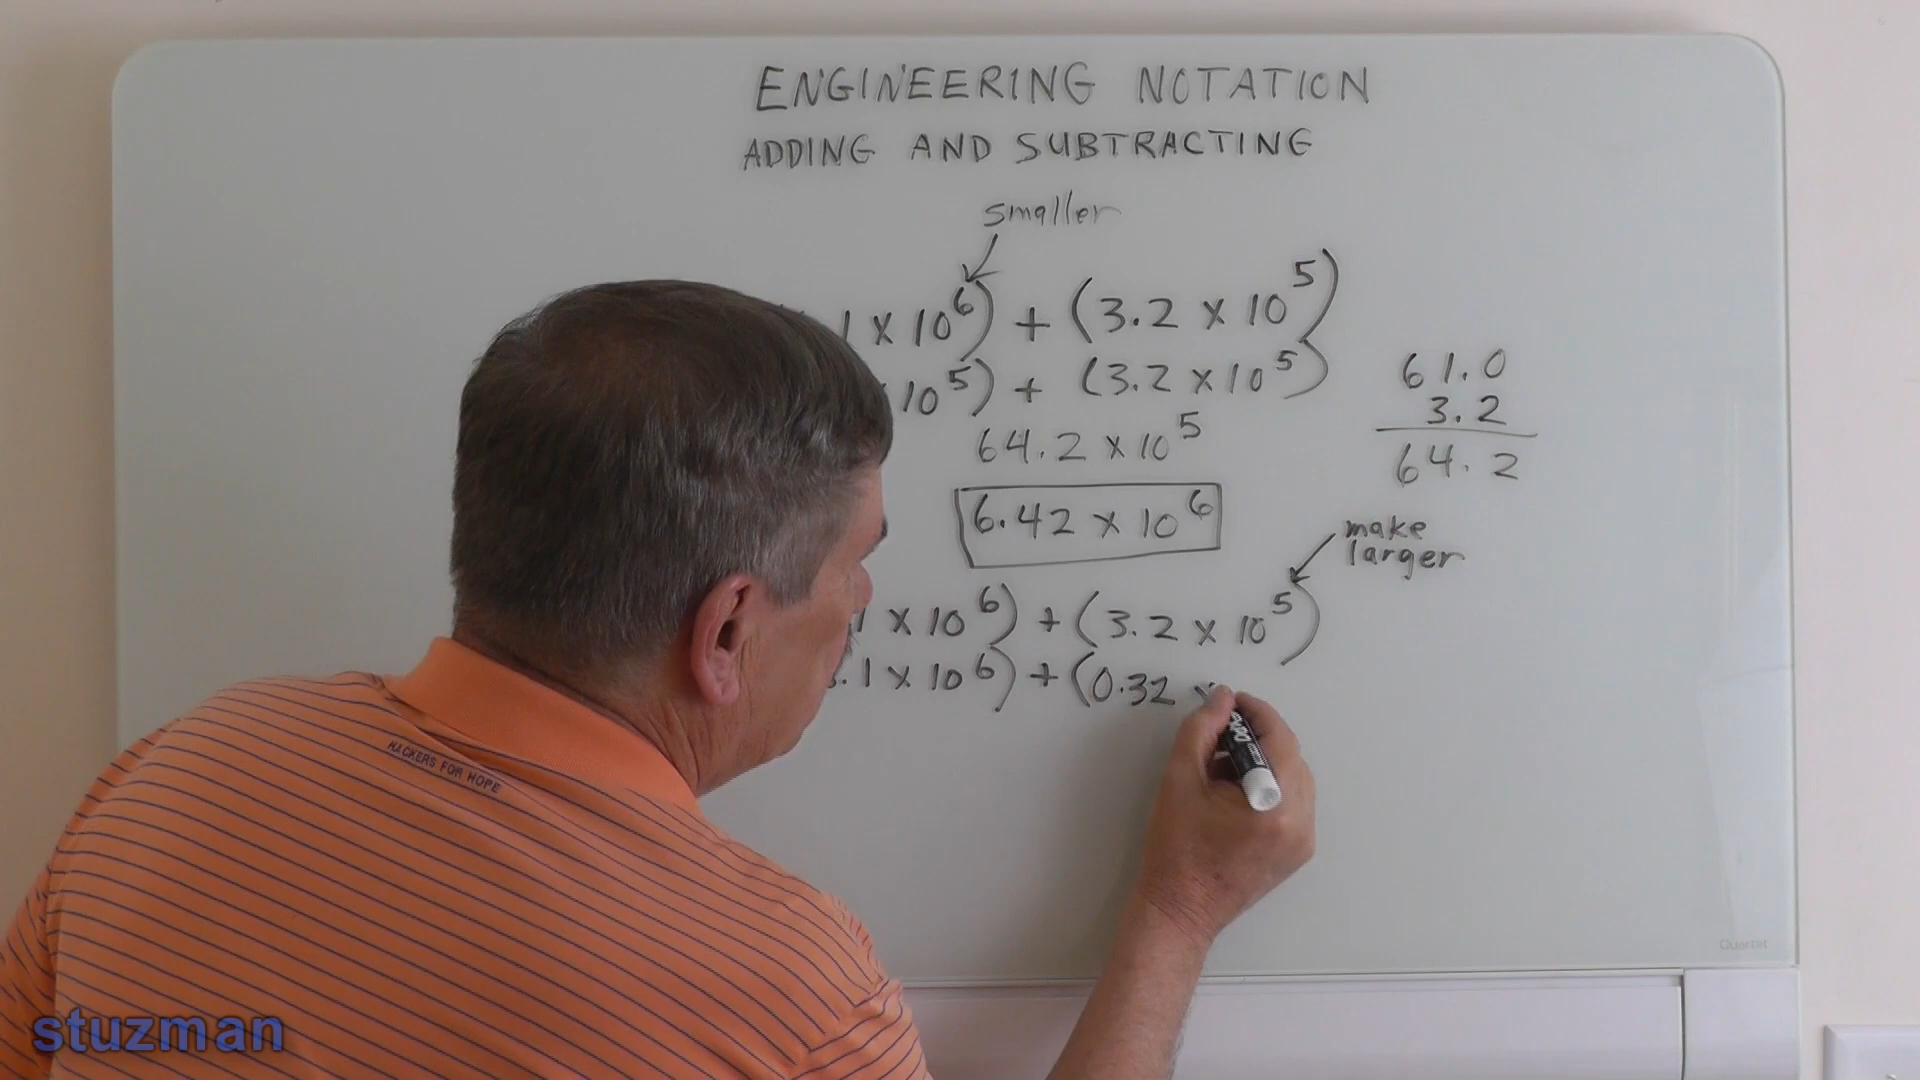 ENGINEERING NOTATION
ADDING AND SUBTRACTING
smaller
1 x 10^6) + (3.2 x 10^5)
10^5) + (3.2 x 10^5)
64.2 x 10^5
6.42 x 10^6
61.0
3.2
64.2
make
larger
1 x 10^6) + (3.2 x 10^5)
.1 x 10^6) + (0.32 x
HACKERS FOR HOPE
Quartet
stuzman